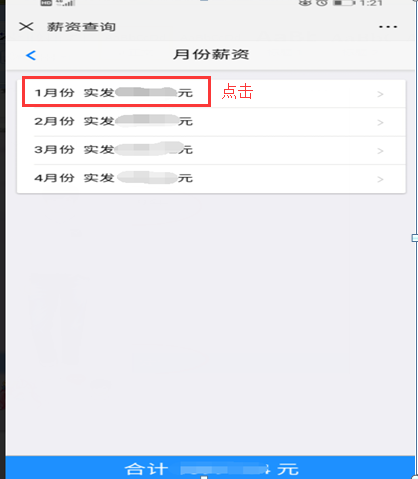 HD 1:21
薪资查询
月份薪资
1月份 实发 元 点击
2月份 实发 元
3月份 实发 元
4月份 实发 元
合计 元